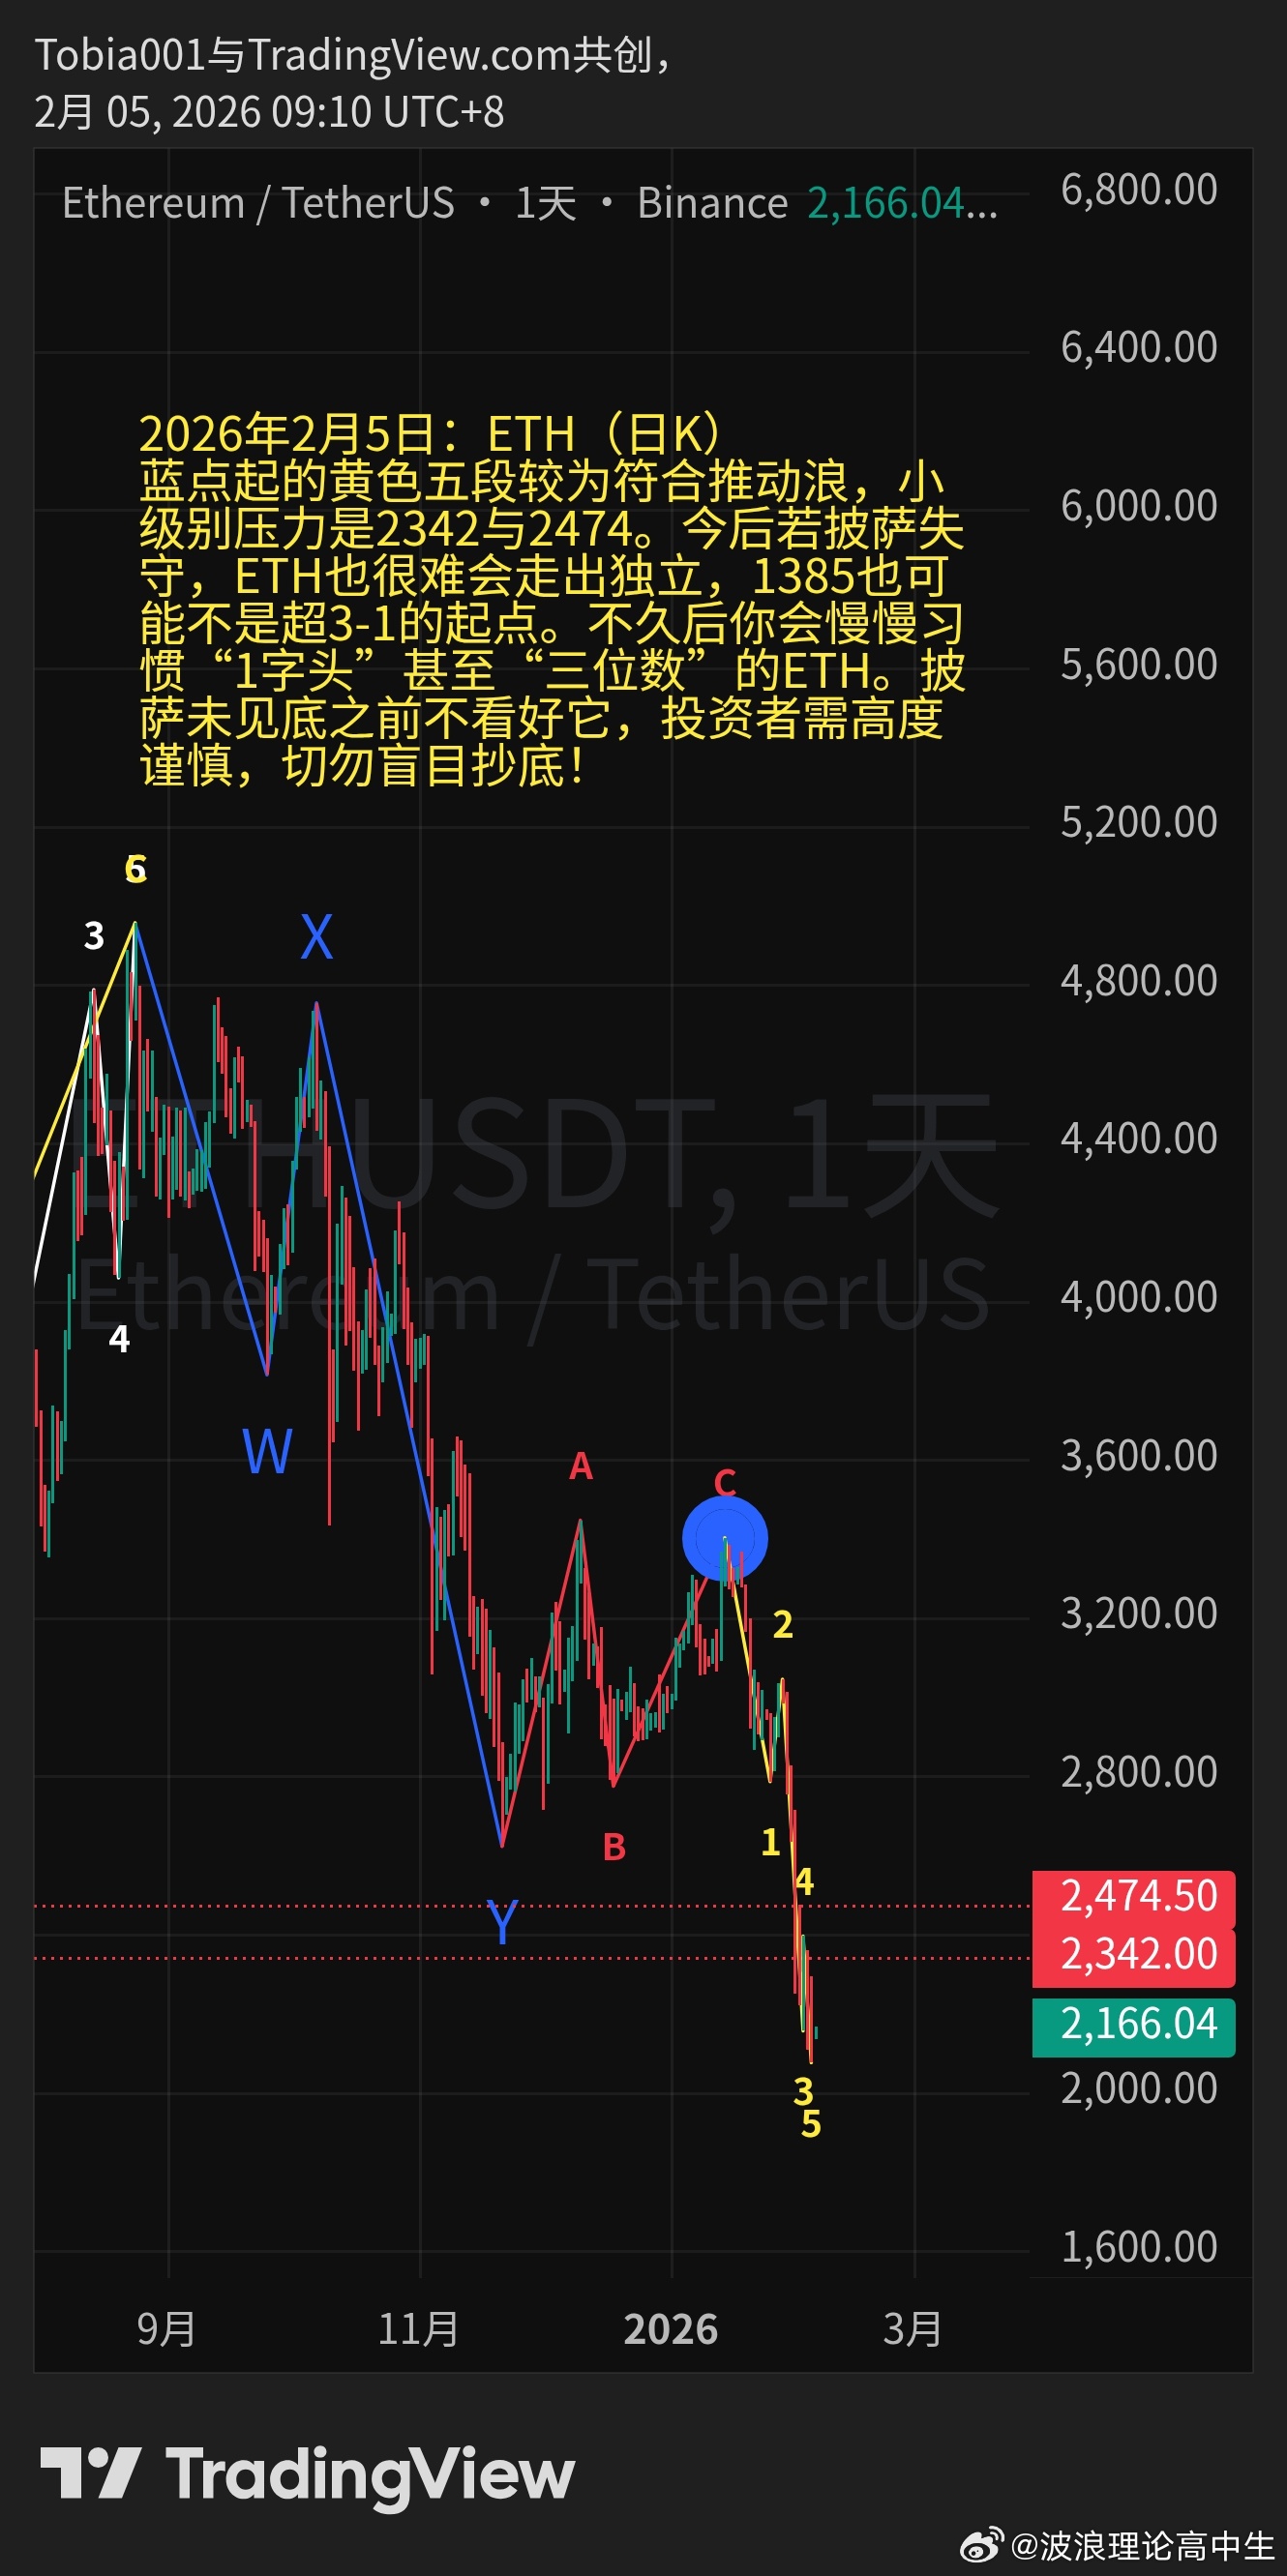 Tobia001与TradingView.com共创，
2月 05, 2026 09:10 UTC+8
Ethereum / TetherUS · 1天 · Binance 2,166.04...
6,800.00
6,400.00
2026年2月5日：ETH（日K）
蓝点起的黄色五段较为符合推动浪，小
级别压力是2342与2474。今后若披萨失
守，ETH也很难会走出独立，1385也可
能不是超3-1的起点。不久后你会慢慢习
惯“1字头”甚至“三位数”的ETH。披
萨未见底之前不看好它，投资者需高度
谨慎，切勿盲目抄底！
6,000.00
5,600.00
5,200.00
3
X
4,800.00
ETHUSDT, 1天
4,400.00
Ethereum / TetherUS
4,000.00
4
W
3,600.00
A
C
3,200.00
2
2,800.00
B
1
4
2,474.50
Y
2,342.00
2,166.04
3
2,000.00
5
1,600.00
9月
11月
2026
3月
TradingView
@波浪理论高中生